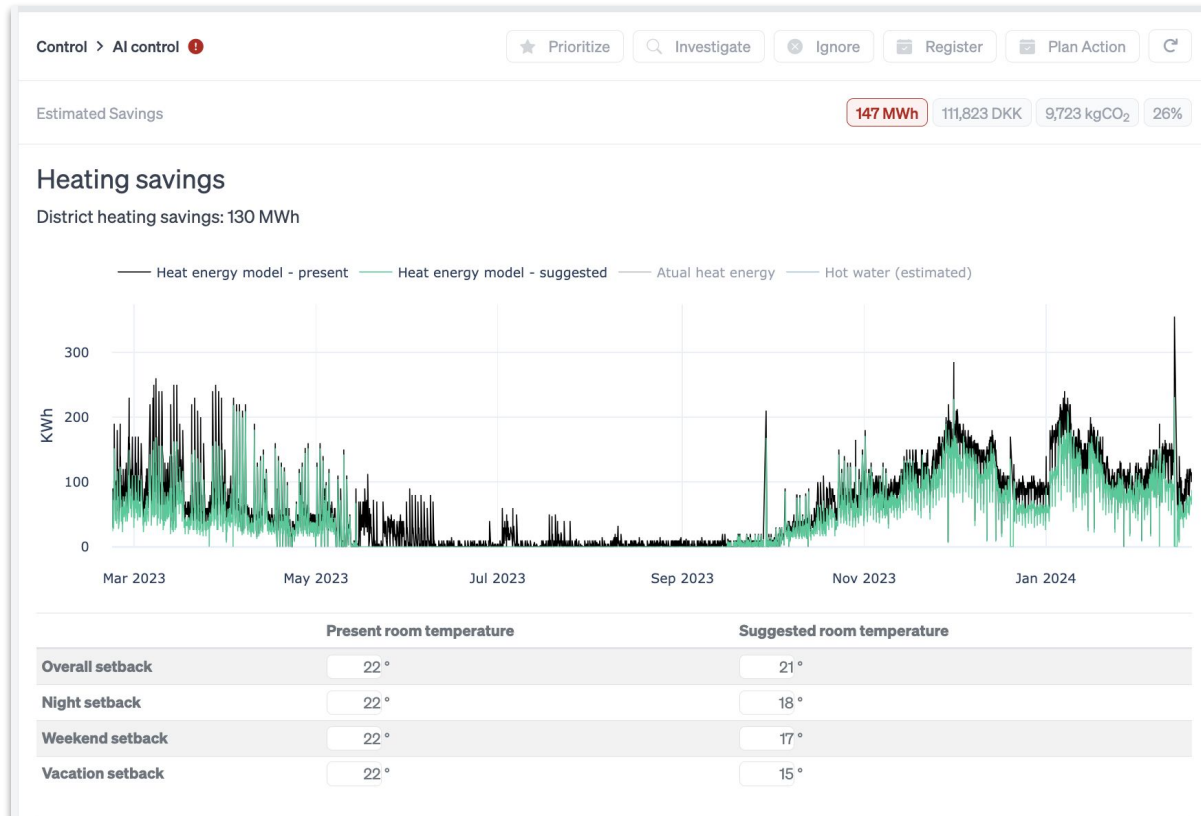 Control > AI control !
Prioritize Investigate Ignore Register Plan Action
Estimated Savings 147 MWh 111,823 DKK 9,723 kgCO₂ 26%
Heating savings
District heating savings: 130 MWh
Heat energy model - present Heat energy model - suggested Atual heat energy Hot water (estimated)
300
200
100
0
KWh
Mar 2023 May 2023 Jul 2023 Sep 2023 Nov 2023 Jan 2024
Present room temperature Suggested room temperature
Overall setback 22 ° 21 °
Night setback 22 ° 18 °
Weekend setback 22 ° 17 °
Vacation setback 22 ° 15 °